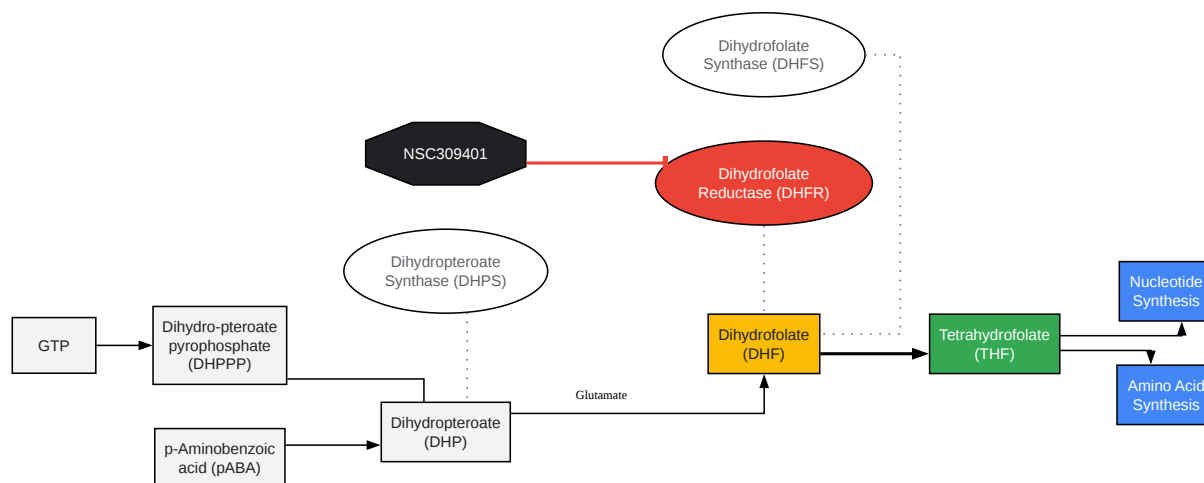 Dihydrofolate
Synthase (DHFS)
NSC309401
Dihydrofolate
Reductase (DHFR)
Dihydropteroate
Synthase (DHPS)
Nucleotide
Synthesis
GTP
Dihydro-pteroate
pyrophosphate
(DHPPP)
Dihydrofolate
(DHF)
Tetrahydrofolate
(THF)
Glutamate
Amino Acid
Synthesis
Dihydropteroate
(DHP)
p-Aminobenzoic
acid (pABA)